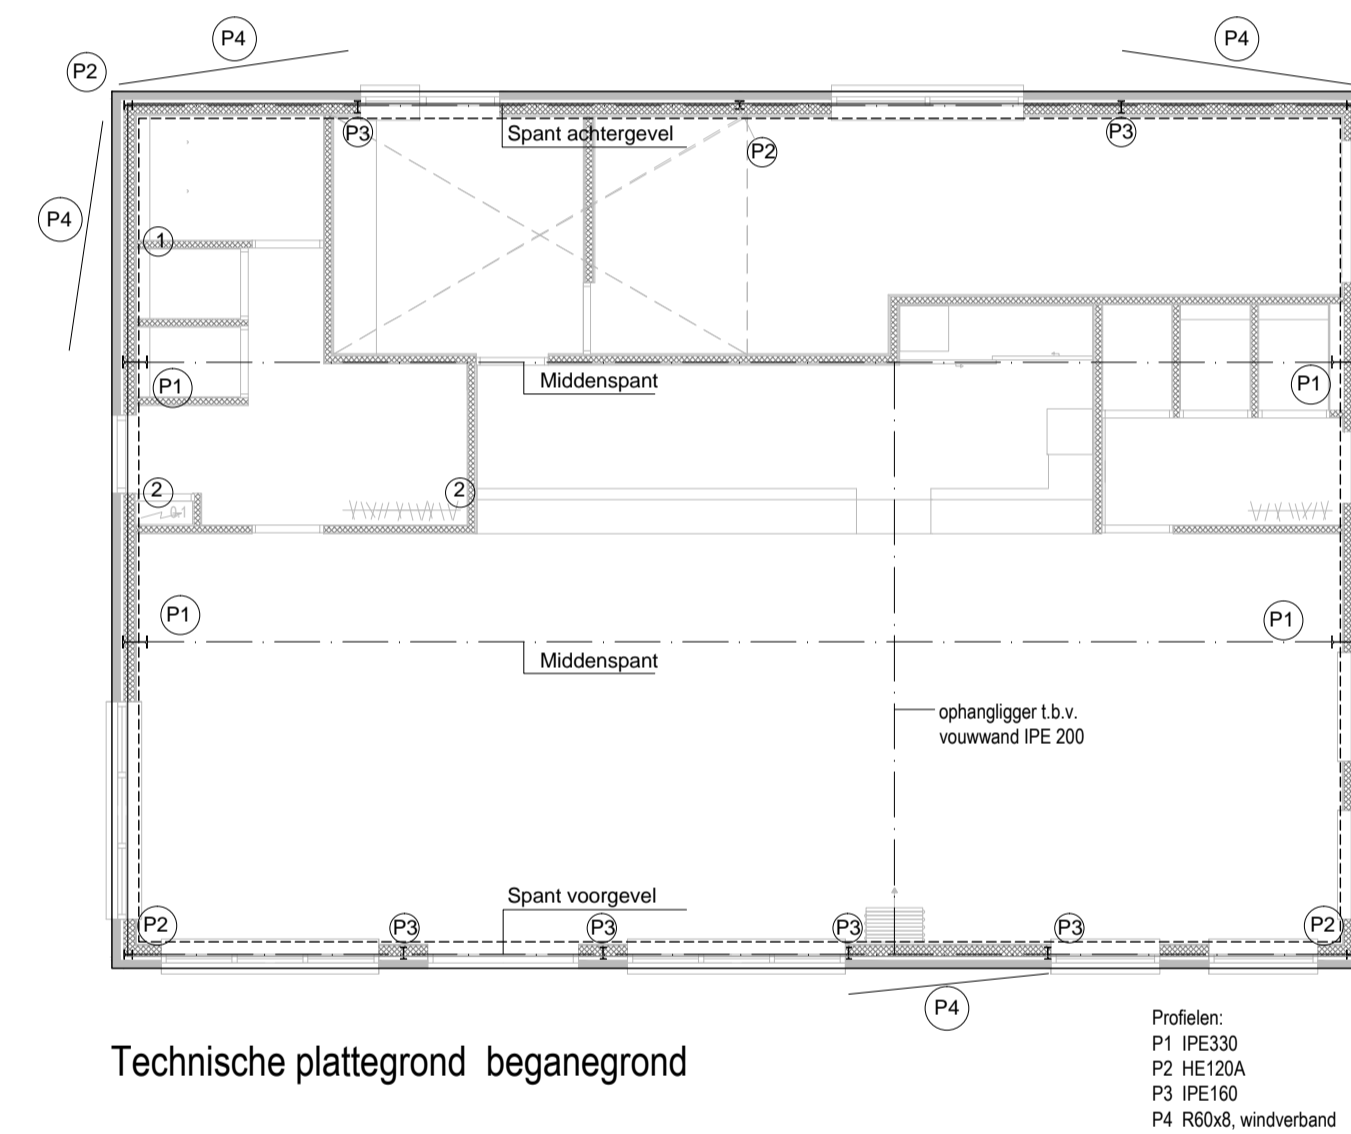 P4
P4
P2
P3
Spant achtergevel
P3
P2
P4
1
Middenspant
P1
P1
2
2
0-1
P1
P1
Middenspant
ophangligger t.b.v.
vouwwand IPE 200
Spant voorgevel
P2
P3
P3
P3
P3
P2
P4
Technische plattegrond beganegrond
Profielen:
P1 IPE330
P2 HE120A
P3 IPE160
P4 R60x8, windverband